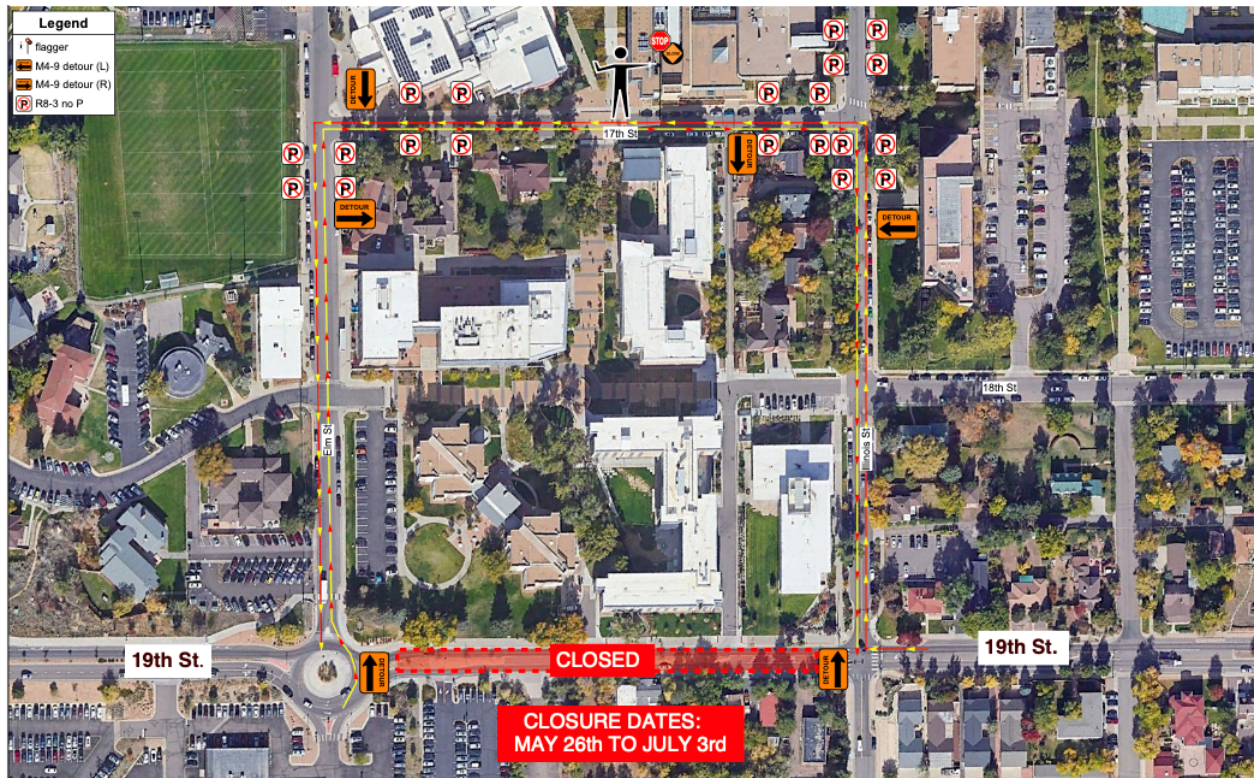 Legend
flagger
M4-9 detour (L)
M4-9 detour (R)
R8-3 no P
P
DETOUR
P
P
STOP
SLOW
P
P
P
P
P
17th St
P
P
P
P
P
P
P
P
P
DETOUR
P
P
P
P
DETOUR
DETOUR
18th St
Elm St
Illinois St
19th St.
CLOSED
19th St.
DETOUR
DETOUR
CLOSURE DATES:
MAY 26th TO JULY 3rd